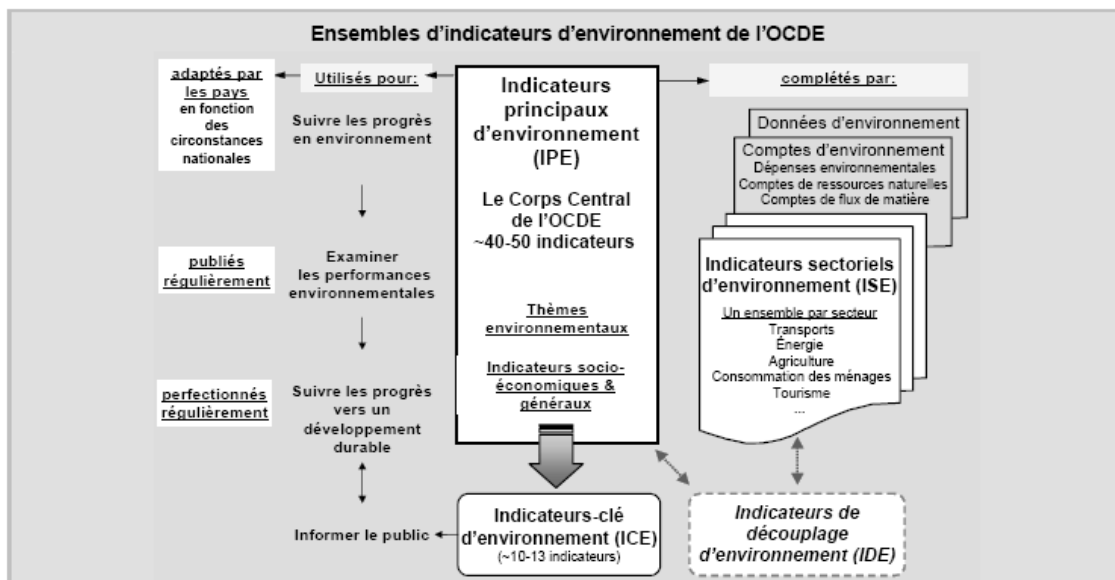 Ensembles d’indicateurs d’environnement de l’OCDE
adaptés par
les pays
en fonction
des
circonstances
nationales
publiés
régulièrement
perfectionnés
régulièrement
Utilisés pour:
Suivre les progrès
en environnement
Examiner
les performances
environnementales
Suivre les progrès
vers un
développement
durable
Informer le public
Indicateurs
principaux
d’environnement
(IPE)
Le Corps Central
de l’OCDE
~40-50 indicateurs
Thèmes
environnementaux
Indicateurs socio-
économiques &
généraux
Indicateurs-clé
d’environnement (ICE)
(~10-13 indicateurs)
complétés par:
Données d’environnement
Comptes d’environnement
Dépenses environnementales
Comptes de ressources naturelles
Comptes de flux de matière
Indicateurs sectoriels
d’environnement (ISE)
Un ensemble par secteur
Transports
Énergie
Agriculture
Consommation des ménages
Tourisme
...
Indicateurs de
découplage
d’environnement (IDE)